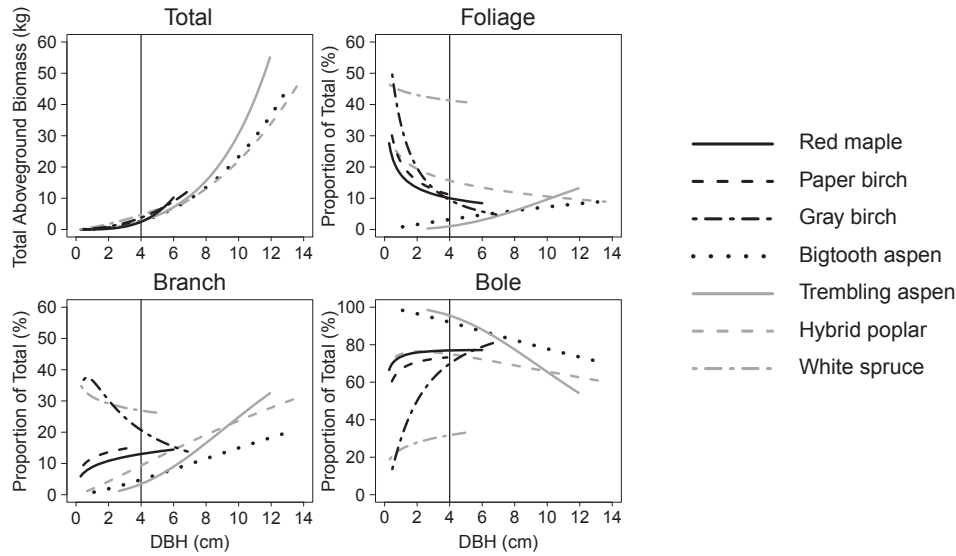 Total
Total Aboveground Biomass (kg)
60
50
40
30
20
10
0
0 2 4 6 8 10 12 14
Foliage
Proportion of Total (%)
60
50
40
30
20
10
0
0 2 4 6 8 10 12 14
Branch
Proportion of Total (%)
60
50
40
30
20
10
0
0 2 4 6 8 10 12 14
DBH (cm)
Bole
Proportion of Total (%)
100
80
60
40
20
0
0 2 4 6 8 10 12 14
DBH (cm)
Red maple
Paper birch
Gray birch
Bigtooth aspen
Trembling aspen
Hybrid poplar
White spruce